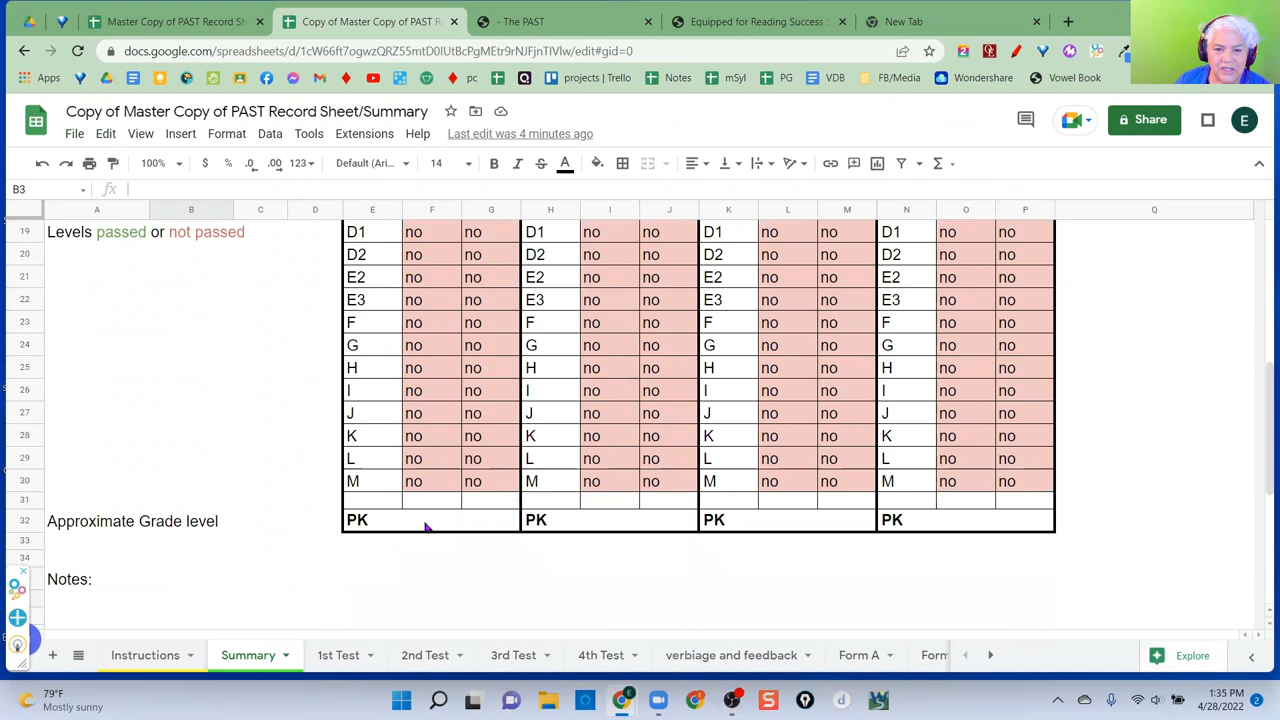 Master Copy of PAST Record Sh
Copy of Master Copy of PAST R
- The PAST
Equipped for Reading Success
New Tab
docs.google.com/spreadsheets/d/1cW66ft7ogwzQRZ55mtD0IUtBcPgMEtr9rNJFjnTIVlw/edit#gid=0
Apps pc projects | Trello Notes mSyl PG VDB FB/Media Wondershare Vowel Book
Copy of Master Copy of PAST Record Sheet/Summary
Share E
File Edit View Insert Format Data Tools Extensions Help Last edit was 4 minutes ago
100% $ % .0 .00 123 Default (Ari... 14 B I S A Σ
B3 fx
A B C D E F G H I J K L M N O P Q
19 Levels passed or not passed D1 no no D1 no no D1 no no D1 no no
20 D2 no no D2 no no D2 no no D2 no no
21 E2 no no E2 no no E2 no no E2 no no
22 E3 no no E3 no no E3 no no E3 no no
23 F no no F no no F no no F no no
24 G no no G no no G no no G no no
25 H no no H no no H no no H no no
26 I no no I no no I no no I no no
27 J no no J no no J no no J no no
28 K no no K no no K no no K no no
29 L no no L no no L no no L no no
30 M no no M no no M no no M no no
31
32 Approximate Grade level PK PK PK PK
33
34
Notes:
Instructions Summary 1st Test 2nd Test 3rd Test 4th Test verbiage and feedback Form A Form Explore
79°F
Mostly sunny
1:35 PM
4/28/2022
2